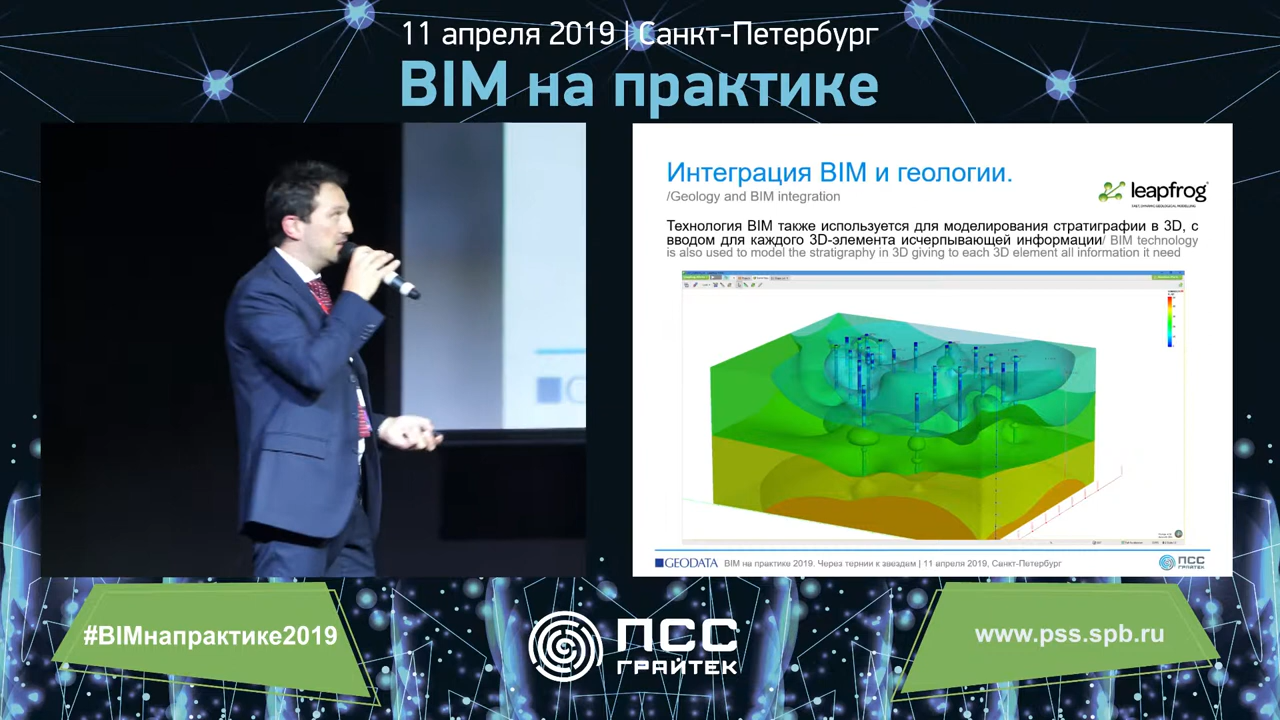 11 апреля 2019 | Санкт-Петербург
BIM на практике
Интеграция BIM и геологии.
/Geology and BIM integration
leapfrog
Технология BIM также используется для моделирования стратиграфии в 3D, с
вводом для каждого 3D-элемента исчерпывающей информации/ BIM technology
is also used to model the stratigraphy in 3D giving to each 3D element all information it need
GEODATA
BIM на практике 2019. Через тернии к звездам | 11 апреля 2019, Санкт-Петербург
ПСС
ГРАЙТЕК
#BIMнапрактике2019
ПСС
ГРАЙТЕК
www.pss.spb.ru